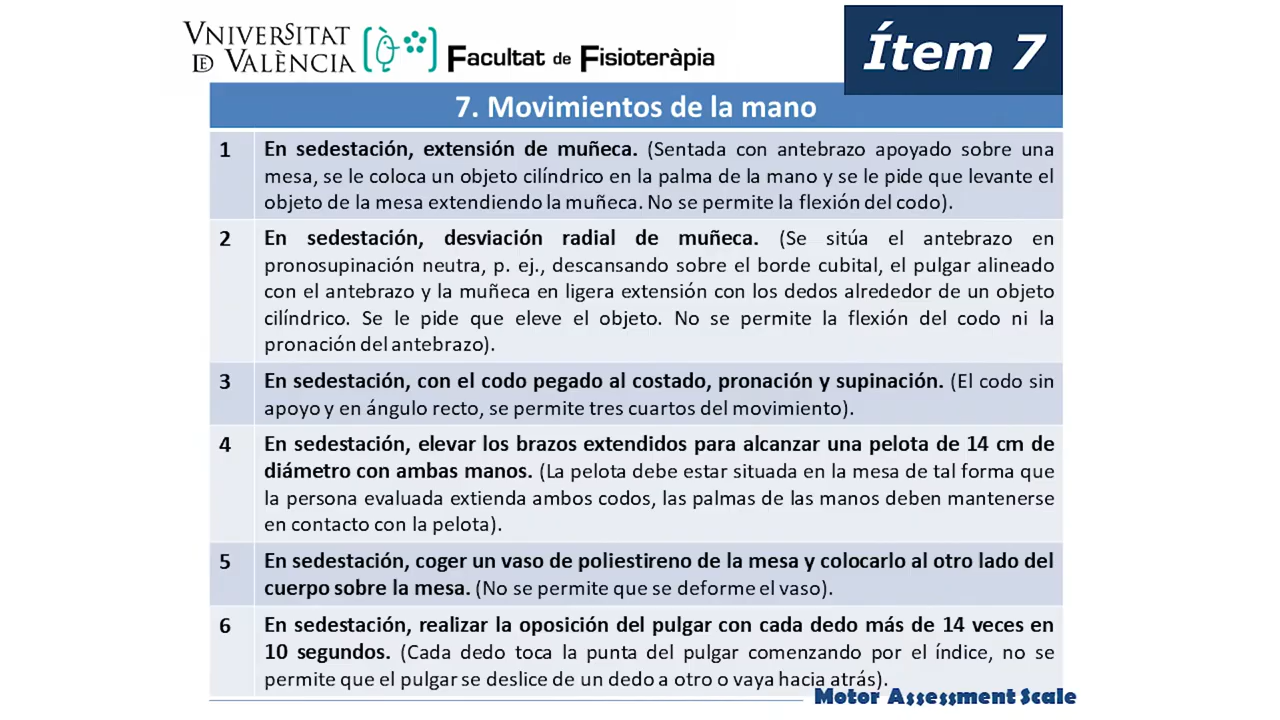 VNIVERSITAT
DE VALÈNCIA
Facultat de Fisioteràpia
Ítem 7
7. Movimientos de la mano
1
En sedestación, extensión de muñeca. (Sentada con antebrazo apoyado sobre una
mesa, se le coloca un objeto cilíndrico en la palma de la mano y se le pide que levante el
objeto de la mesa extendiendo la muñeca. No se permite la flexión del codo).
2
En sedestación, desviación radial de muñeca. (Se sitúa el antebrazo en
pronosupinación neutra, p. ej., descansando sobre el borde cubital, el pulgar alineado
con el antebrazo y la muñeca en ligera extensión con los dedos alrededor de un objeto
cilíndrico. Se le pide que eleve el objeto. No se permite la flexión del codo ni la
pronación del antebrazo).
3
En sedestación, con el codo pegado al costado, pronación y supinación. (El codo sin
apoyo y en ángulo recto, se permite tres cuartos del movimiento).
4
En sedestación, elevar los brazos extendidos para alcanzar una pelota de 14 cm de
diámetro con ambas manos. (La pelota debe estar situada en la mesa de tal forma que
la persona evaluada extienda ambos codos, las palmas de las manos deben mantenerse
en contacto con la pelota).
5
En sedestación, coger un vaso de poliestireno de la mesa y colocarlo al otro lado del
cuerpo sobre la mesa. (No se permite que se deforme el vaso).
6
En sedestación, realizar la oposición del pulgar con cada dedo más de 14 veces en
10 segundos. (Cada dedo toca la punta del pulgar comenzando por el índice, no se
permite que el pulgar se deslice de un dedo a otro o vaya hacia atrás).
Motor Assessment Scale